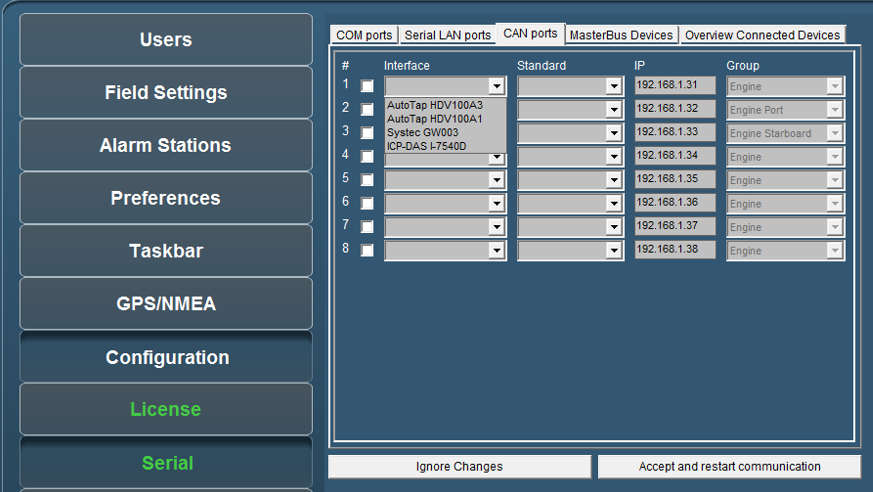 Users
Field Settings
Alarm Stations
Preferences
Taskbar
GPS/NMEA
Configuration
License
Serial
COM ports Serial LAN ports CAN ports MasterBus Devices Overview Connected Devices
# Interface Standard IP Group
1 192.168.1.31 Engine
AutoTap HDV100A3
2 192.168.1.32 Engine Port
AutoTap HDV100A1
3 Systec GW003 192.168.1.33 Engine Starboard
ICP-DAS I-7540D
4 192.168.1.34 Engine
5 192.168.1.35 Engine
6 192.168.1.36 Engine
7 192.168.1.37 Engine
8 192.168.1.38 Engine
Ignore Changes Accept and restart communication